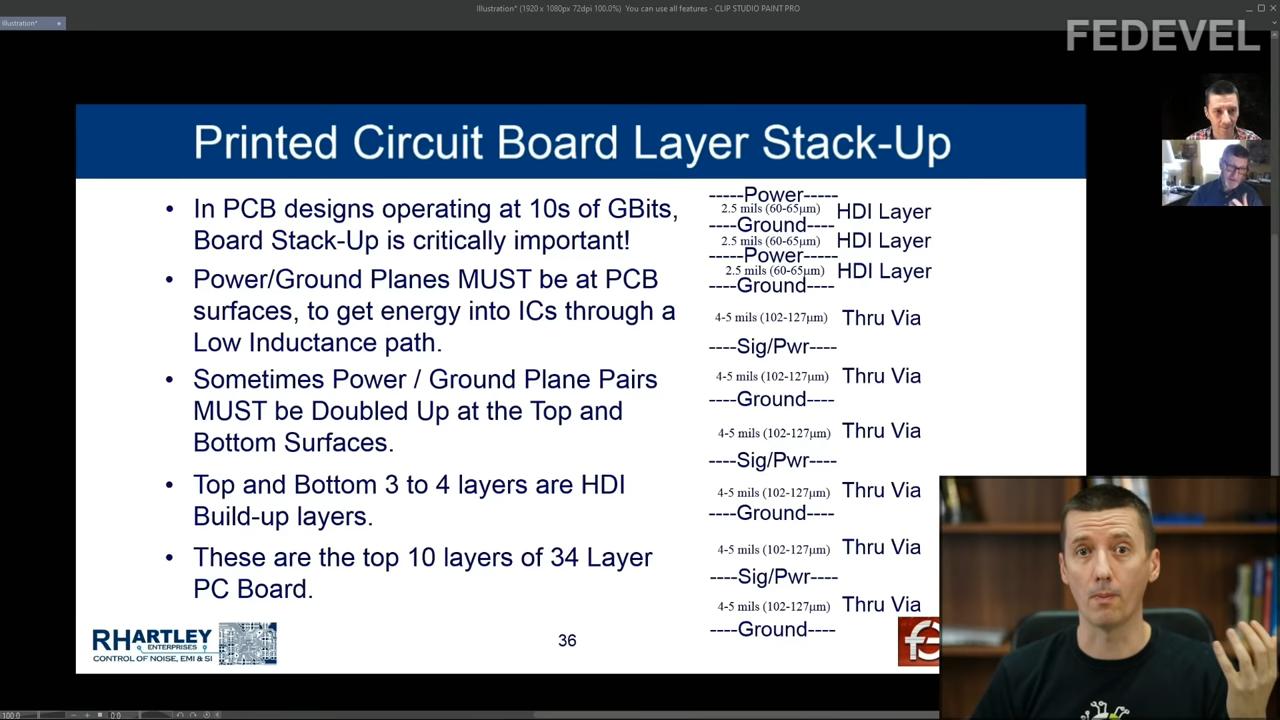 Illustration* (1920 x 1080px 72dpi 100.0%)  You can use all features - CLIP STUDIO PAINT PRO
Illustration*
FEDEVEL
Printed Circuit Board Layer Stack-Up
• In PCB designs operating at 10s of GBits,
Board Stack-Up is critically important!
• Power/Ground Planes MUST be at PCB
surfaces, to get energy into ICs through a
Low Inductance path.
• Sometimes Power / Ground Plane Pairs
MUST be Doubled Up at the Top and
Bottom Surfaces.
• Top and Bottom 3 to 4 layers are HDI
Build-up layers.
• These are the top 10 layers of 34 Layer
PC Board.
-----Power-----
2.5 mils (60-65µm) HDI Layer
----Ground----
2.5 mils (60-65µm) HDI Layer
-----Power-----
2.5 mils (60-65µm) HDI Layer
----Ground----
4-5 mils (102-127µm) Thru Via
----Sig/Pwr----
4-5 mils (102-127µm) Thru Via
----Ground----
4-5 mils (102-127µm) Thru Via
----Sig/Pwr----
4-5 mils (102-127µm) Thru Via
----Ground----
4-5 mils (102-127µm) Thru Via
----Sig/Pwr----
4-5 mils (102-127µm) Thru Via
----Ground----
RHARTLEY
ENTERPRISES
CONTROL OF NOISE, EMI & SI
36
fe
100.0
0.0